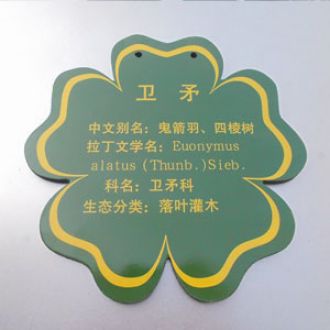 卫 矛
中文别名：鬼箭羽、四棱树
拉丁文学名：Euonymus
alatus (Thunb.)Sieb.
科名：卫矛科
生态分类：落叶灌木